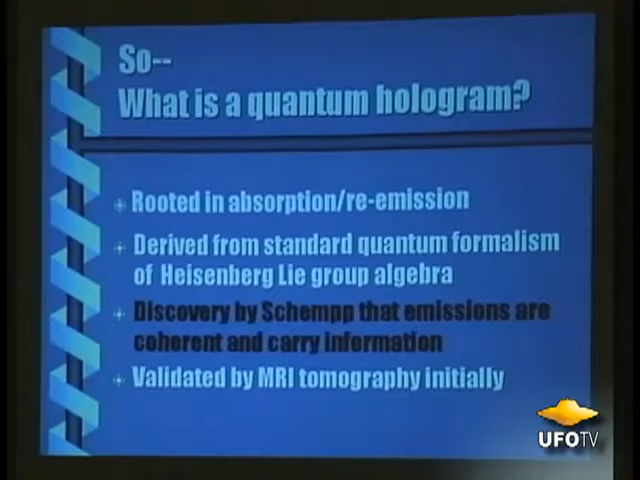 So--
What is a quantum hologram?
Rooted in absorption/re-emission
Derived from standard quantum formalism
of Heisenberg Lie group algebra
Discovery by Schempp that emissions are
coherent and carry information
Validated by MRI tomography initially
UFOTV